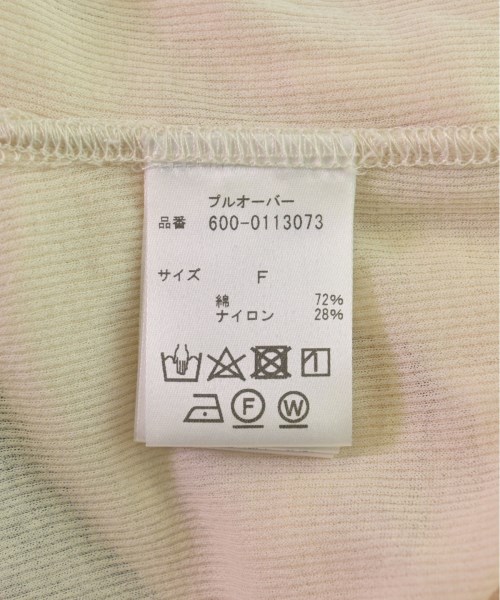 プルオーバー
品番 600-0113073
サイズ F
綿 72%
ナイロン 28%
F W